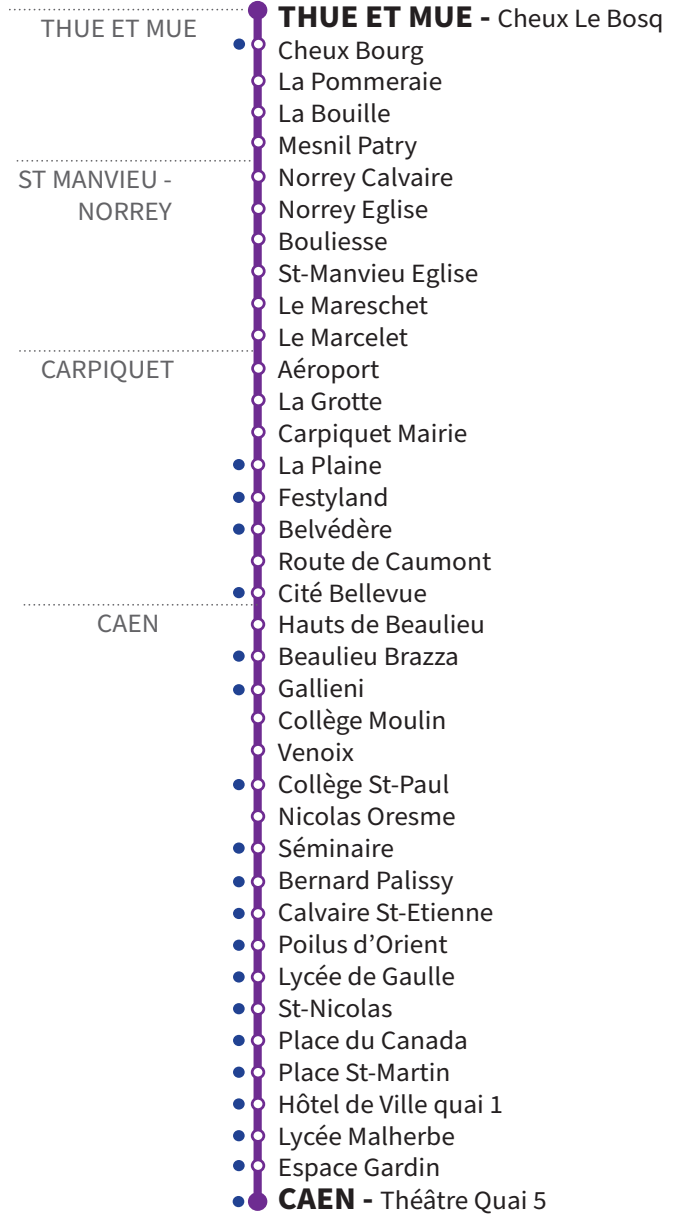 THUE ET MUE
THUE ET MUE - Cheux Le Bosq
Cheux Bourg
La Pommeraie
La Bouille
Mesnil Patry
ST MANVIEU -
NORREY
Norrey Calvaire
Norrey Eglise
Bouliesse
St-Manvieu Eglise
Le Mareschet
Le Marcelet
CARPIQUET
Aéroport
La Grotte
Carpiquet Mairie
La Plaine
Festyland
Belvédère
Route de Caumont
Cité Bellevue
CAEN
Hauts de Beaulieu
Beaulieu Brazza
Gallieni
Collège Moulin
Venoix
Collège St-Paul
Nicolas Oresme
Séminaire
Bernard Palissy
Calvaire St-Etienne
Poilus d’Orient
Lycée de Gaulle
St-Nicolas
Place du Canada
Place St-Martin
Hôtel de Ville quai 1
Lycée Malherbe
Espace Gardin
CAEN - Théâtre Quai 5